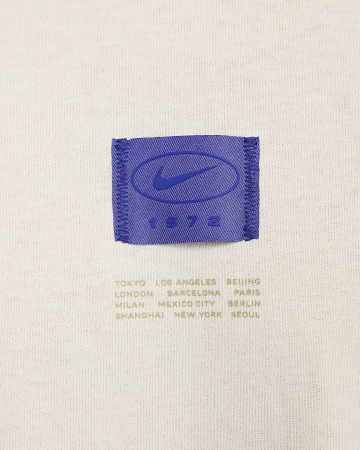 1972
TOKYO LOS ANGELES BEIJING
LONDON BARCELONA PARIS
MILAN MEXICO CITY BERLIN
SHANGHAI NEW YORK SEOUL